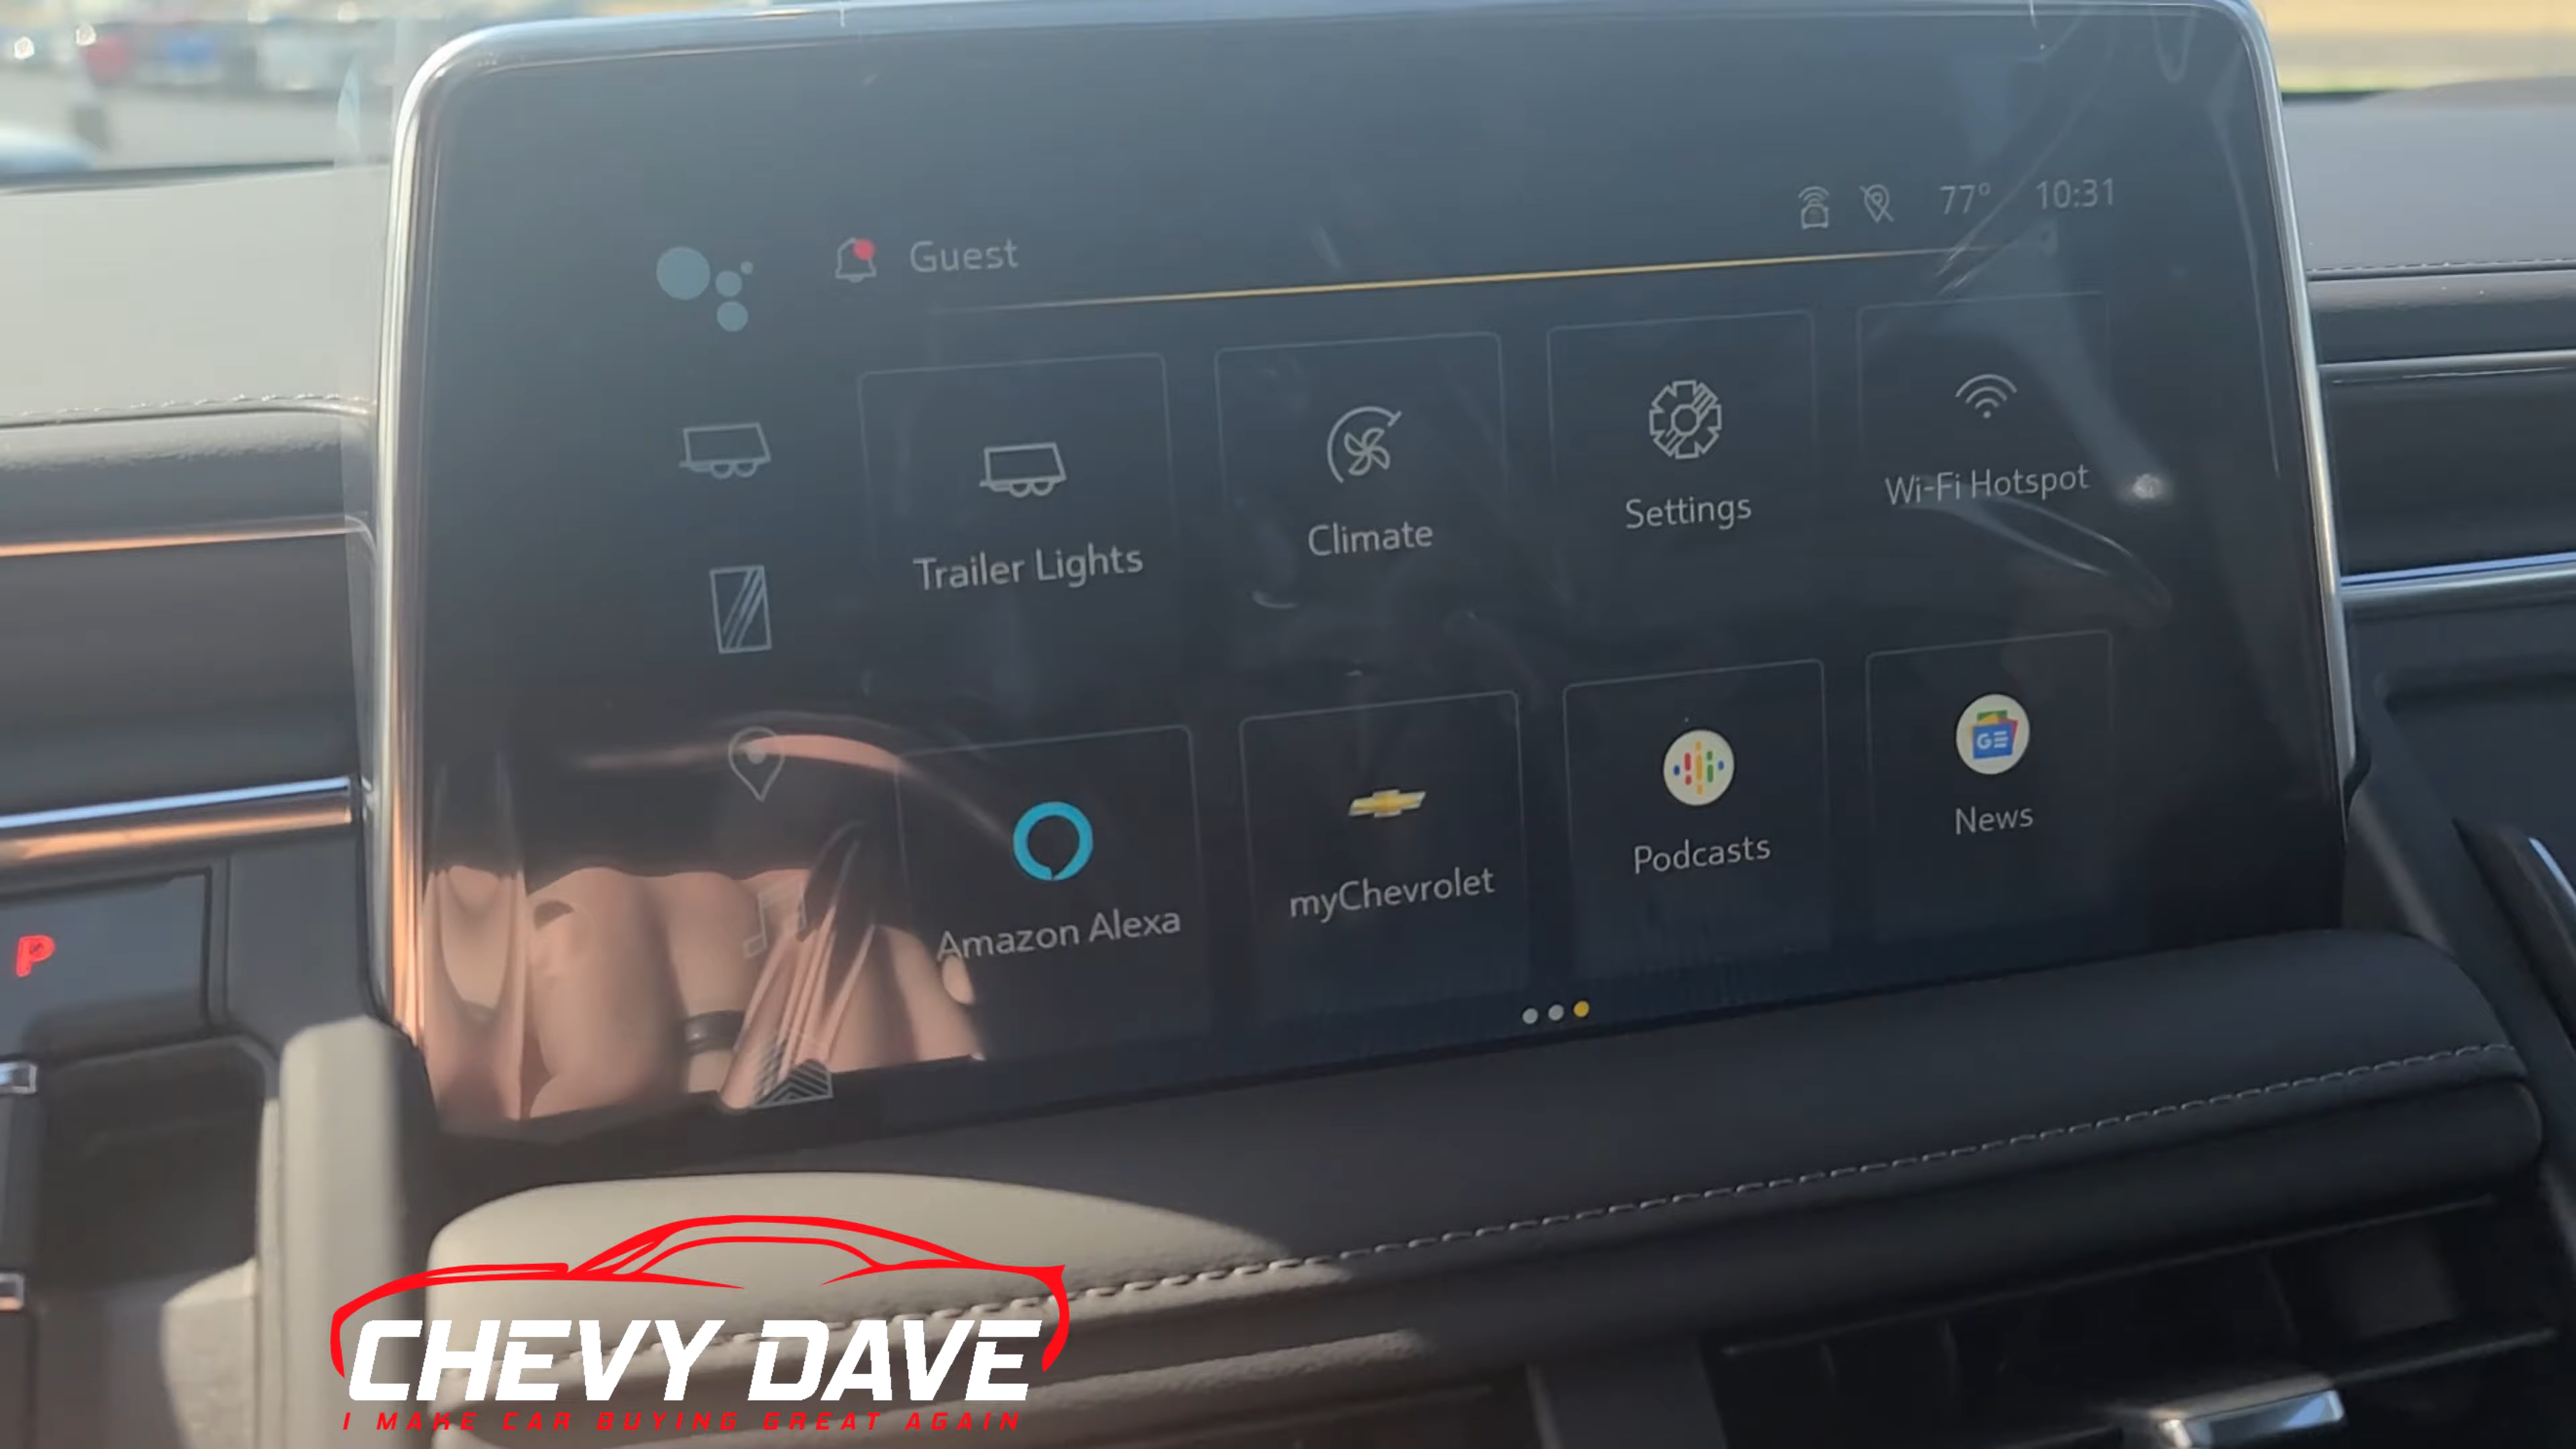 77° 10:31
Guest
Trailer Lights
Climate
Settings
Wi-Fi Hotspot
Amazon Alexa
myChevrolet
Podcasts
News
GE
P
CHEVY DAVE
I MAKE CAR BUYING GREAT AGAIN